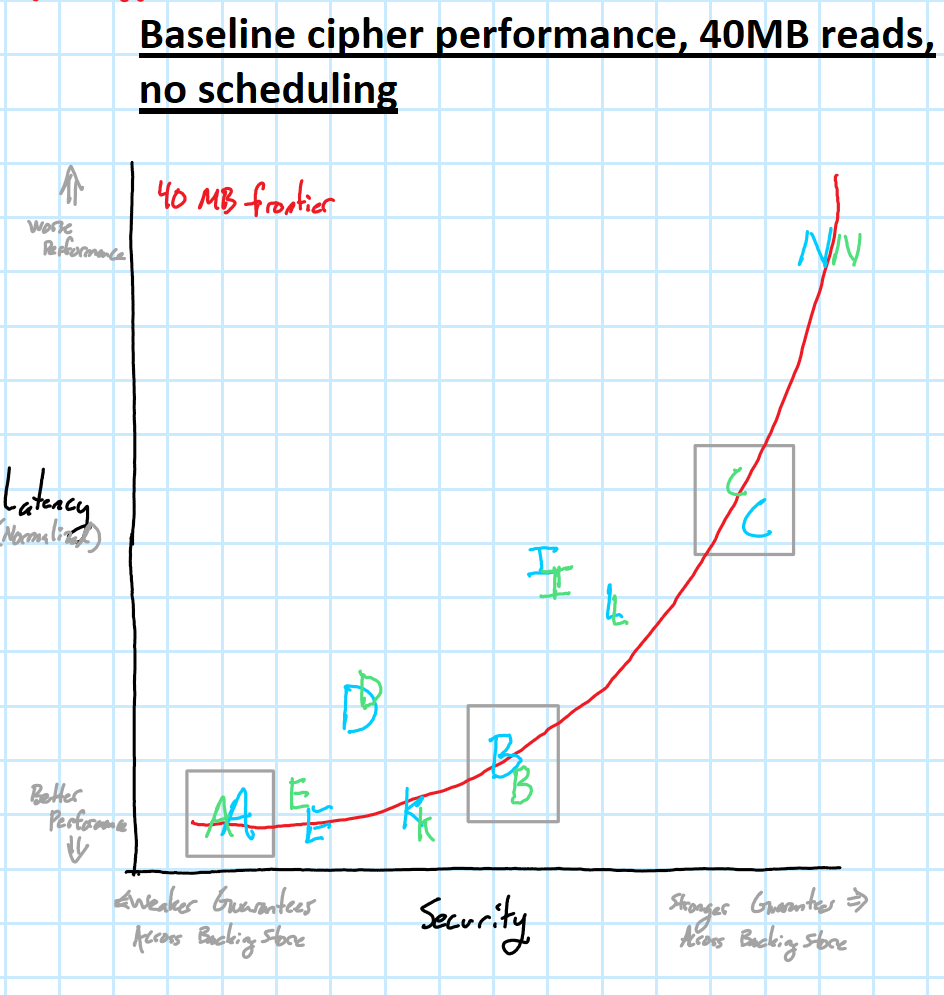 Baseline cipher performance, 40MB reads,
no scheduling
40 MB frontier
Worse
Performance
N N
C
C
Latency
(Normalized)
I
I
L
L
D
D
B
B
Better
Performance
E
A A
E
K
K
←Weaker Guarantees
Across Backing Store
Security
Stronger Guarantees ⇒
Across Backing Store